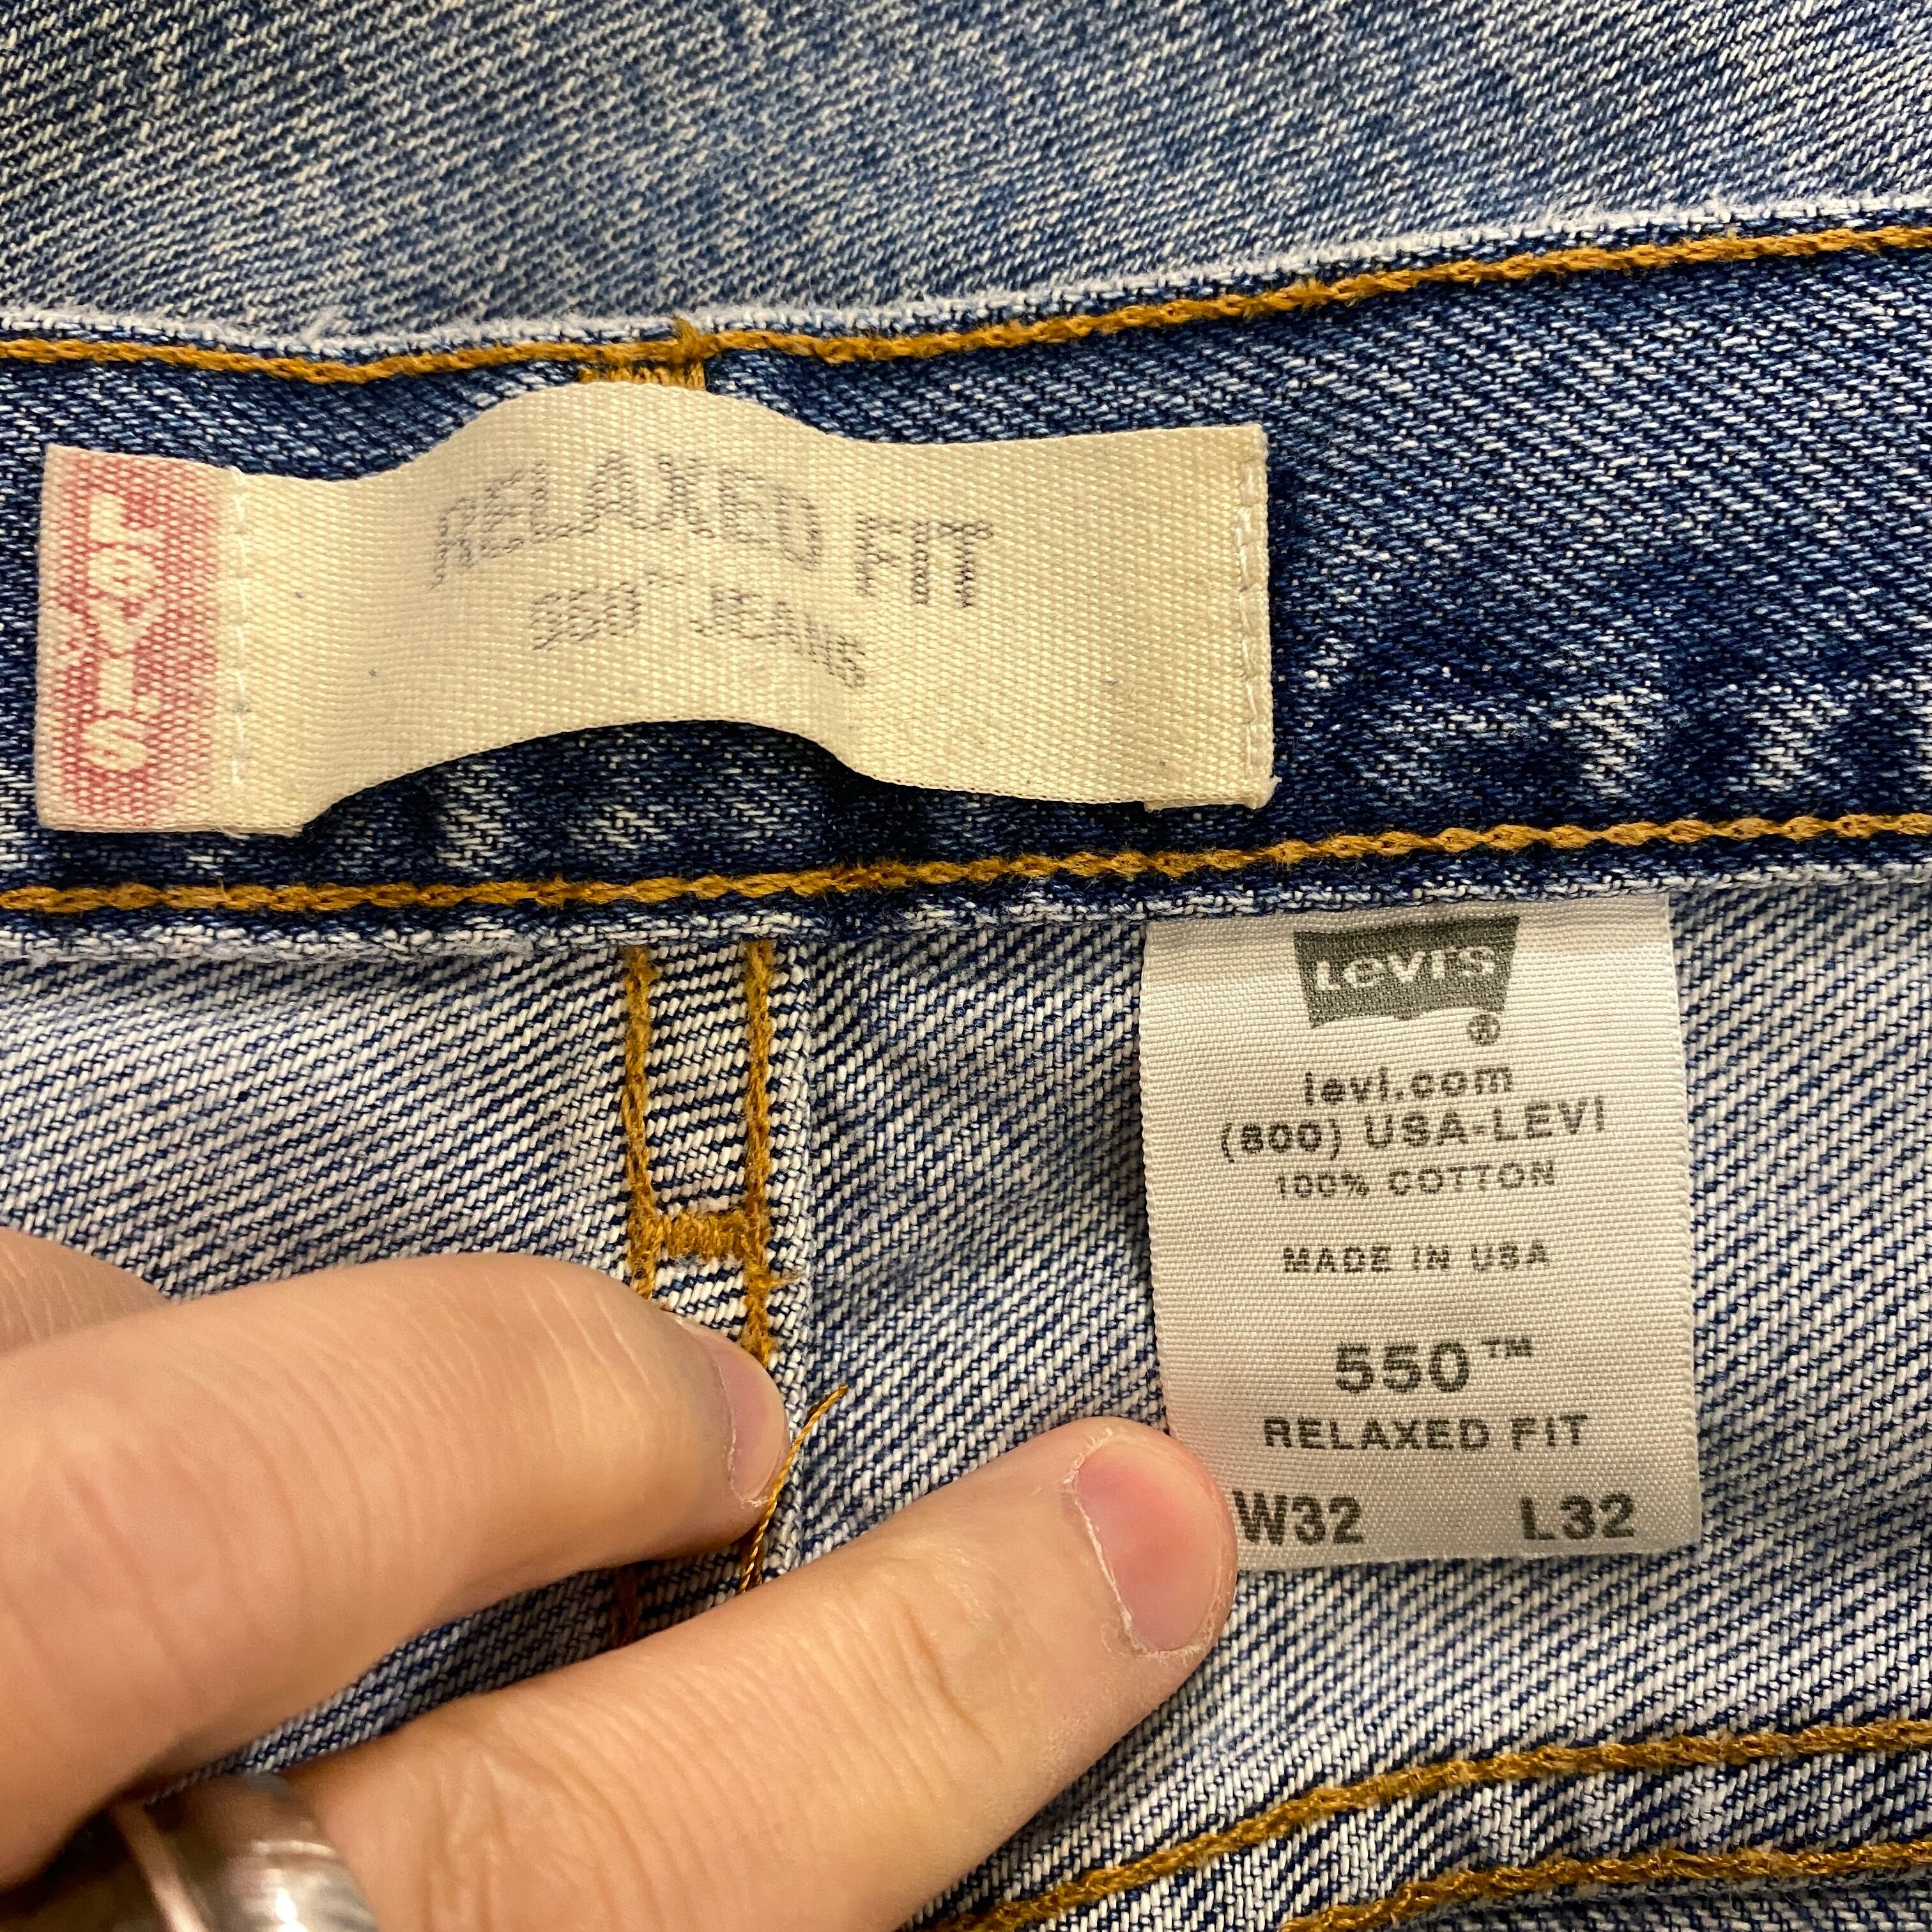 LEVI'S
RELAXED FIT
550™ JEANS
LEVI'S
®
levi.com
(800) USA-LEVI
100% COTTON
MADE IN USA
550™
RELAXED FIT
W32 L32